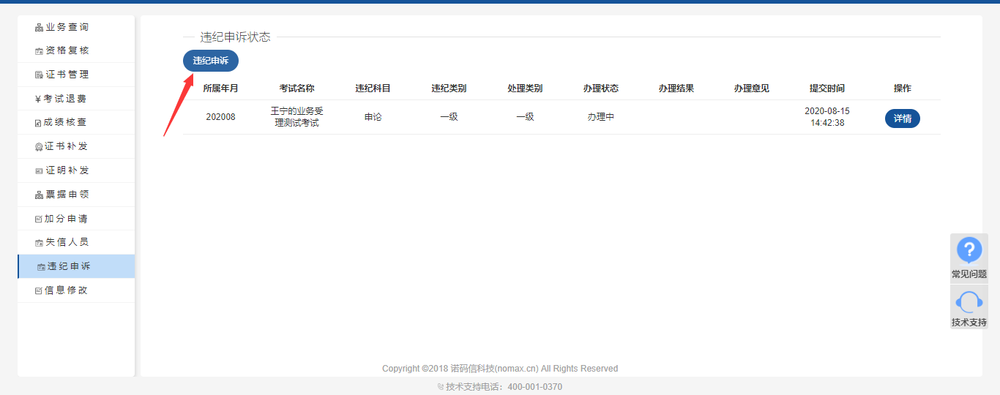 业务查询
资格复核
证书管理
考试退费
成绩核查
证书补发
证明补发
票据申领
加分申请
失信人员
违纪申诉
信息修改
违纪申诉状态
违纪申诉
所属年月 考试名称 违纪科目 违纪类别 处理类别 办理状态 办理结果 办理意见 提交时间 操作
202008 王宁的业务受理测试考试 申论 一级 一级 办理中 2020-08-15 14:42:38 详情
常见问题
技术支持
Copyright ©2018 诺码信科技(nomax.cn) All Rights Reserved
技术支持电话：400-001-0370